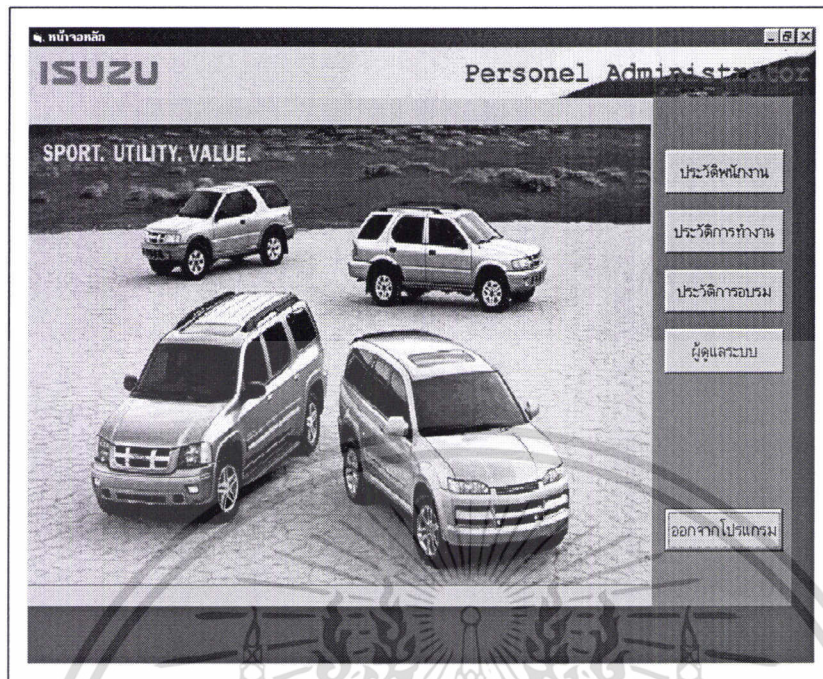 หน้าจอหลัก
ISUZU
Personel Administrator
SPORT. UTILITY. VALUE.
ประวัติพนักงาน
ประวัติการทำงาน
ประวัติการอบรม
ผู้ดูแลระบบ
ออกจากโปรแกรม